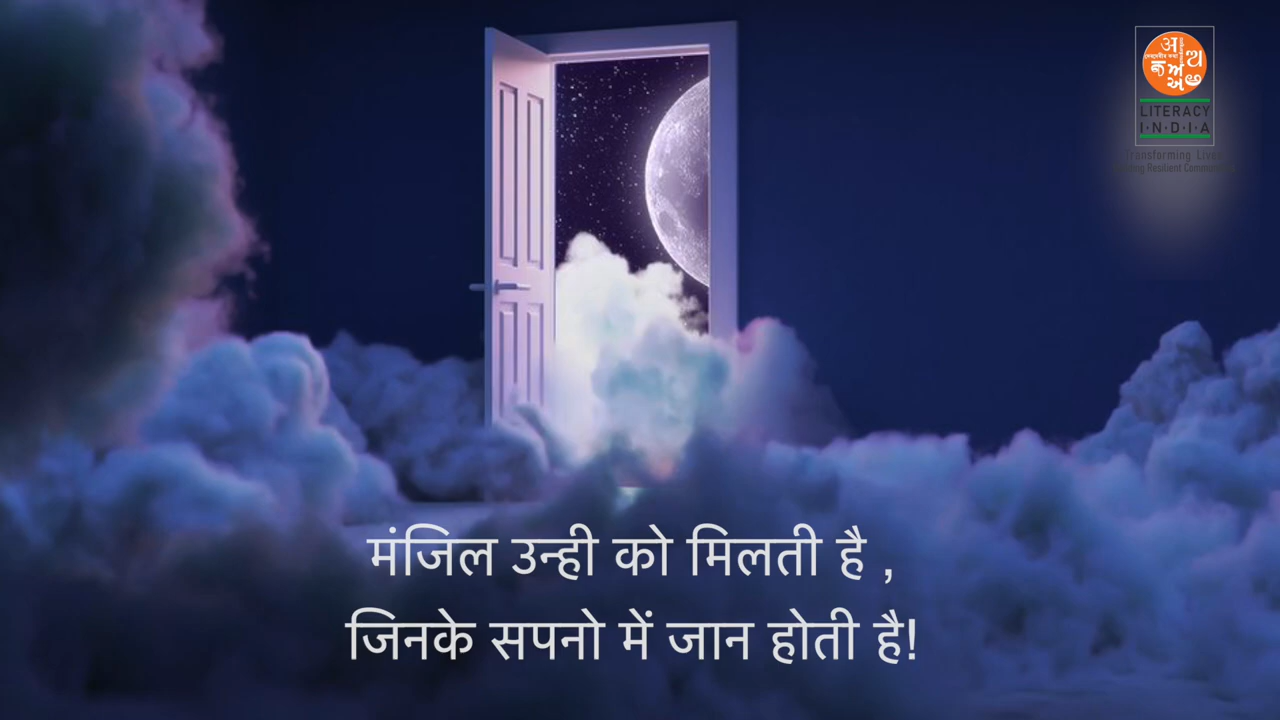 LITERACY
I·N·D·I·A
मंजिल उन्ही को मिलती है ,
जिनके सपनो में जान होती है!